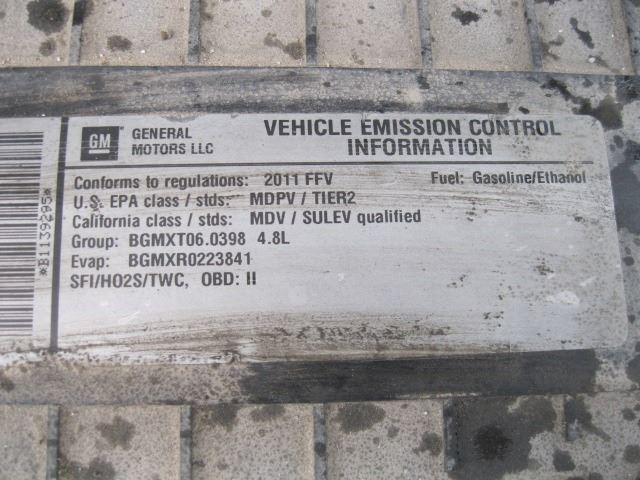 GM GENERAL MOTORS LLC
VEHICLE EMISSION CONTROL INFORMATION
Conforms to regulations: 2011 FFV Fuel: Gasoline/Ethanol
U.S. EPA class / stds: MDPV / TIER2
California class / stds: MDV / SULEV qualified
Group: BGMXT06.0398 4.8L
Evap: BGMXR0223841
SFI/HO2S/TWC, OBD: II
*B1139295*